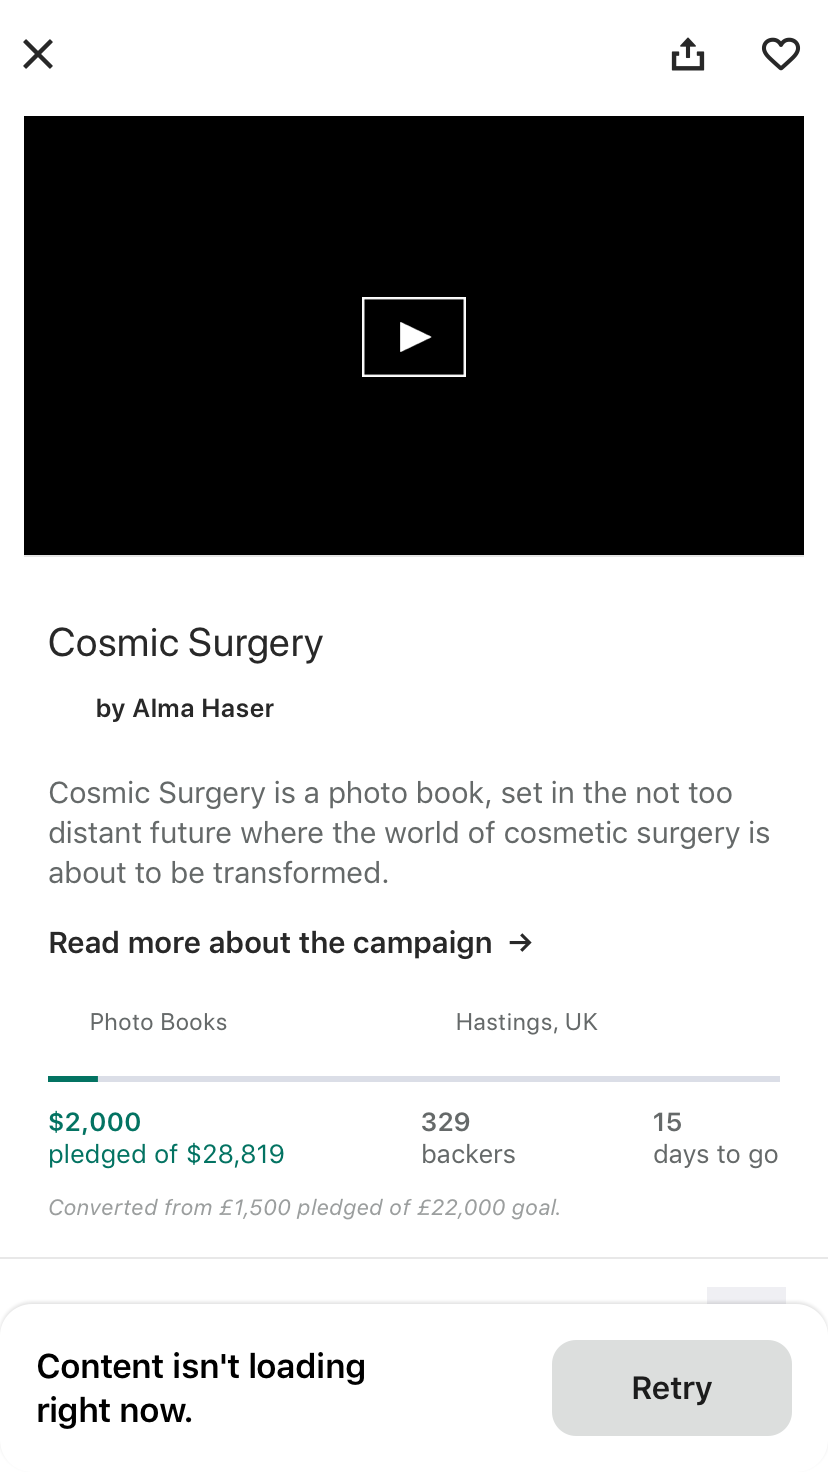 Cosmic Surgery
by Alma Haser
Cosmic Surgery is a photo book, set in the not too
distant future where the world of cosmetic surgery is
about to be transformed.
Read more about the campaign →
Photo Books
Hastings, UK
$2,000
pledged of $28,819
329
backers
15
days to go
Converted from £1,500 pledged of £22,000 goal.
Content isn't loading
right now.
Retry